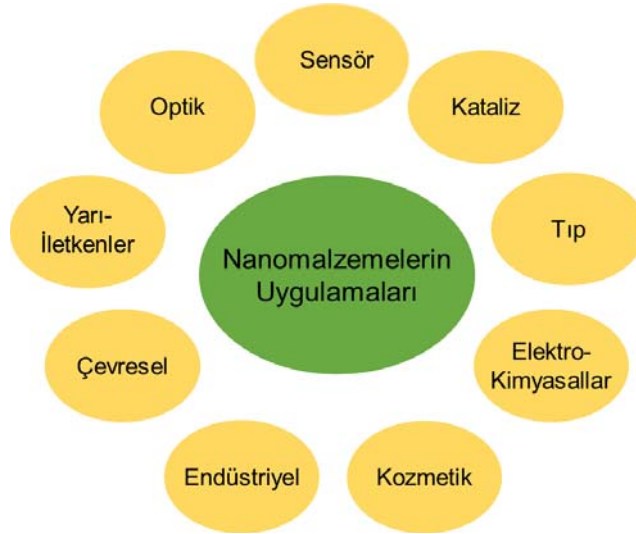 Sensör
Optik
Kataliz
Yarı-
İletkenler
Tıp
Nanomalzemelerin
Uygulamaları
Çevresel
Elektro-
Kimyasallar
Endüstriyel
Kozmetik